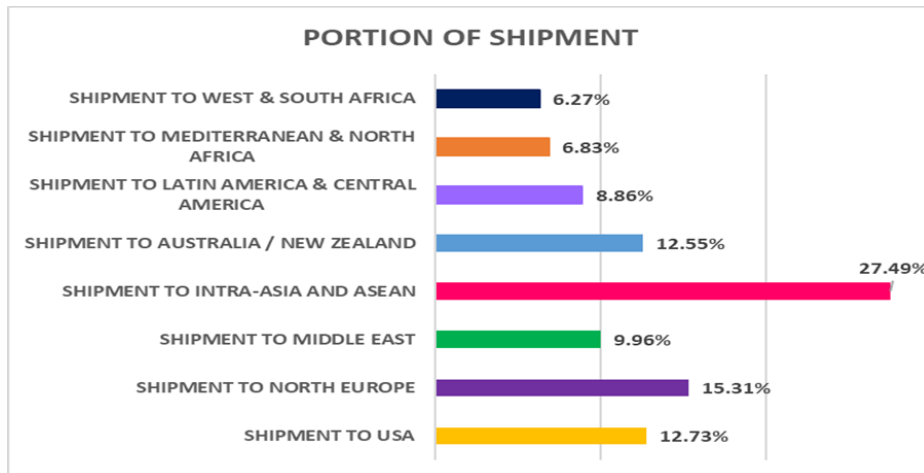 PORTION OF SHIPMENT
SHIPMENT TO WEST & SOUTH AFRICA
6.27%
SHIPMENT TO MEDITERRANEAN & NORTH
AFRICA
6.83%
SHIPMENT TO LATIN AMERICA & CENTRAL
AMERICA
8.86%
SHIPMENT TO AUSTRALIA / NEW ZEALAND
12.55%
SHIPMENT TO INTRA-ASIA AND ASEAN
27.49%
SHIPMENT TO MIDDLE EAST
9.96%
SHIPMENT TO NORTH EUROPE
15.31%
SHIPMENT TO USA
12.73%